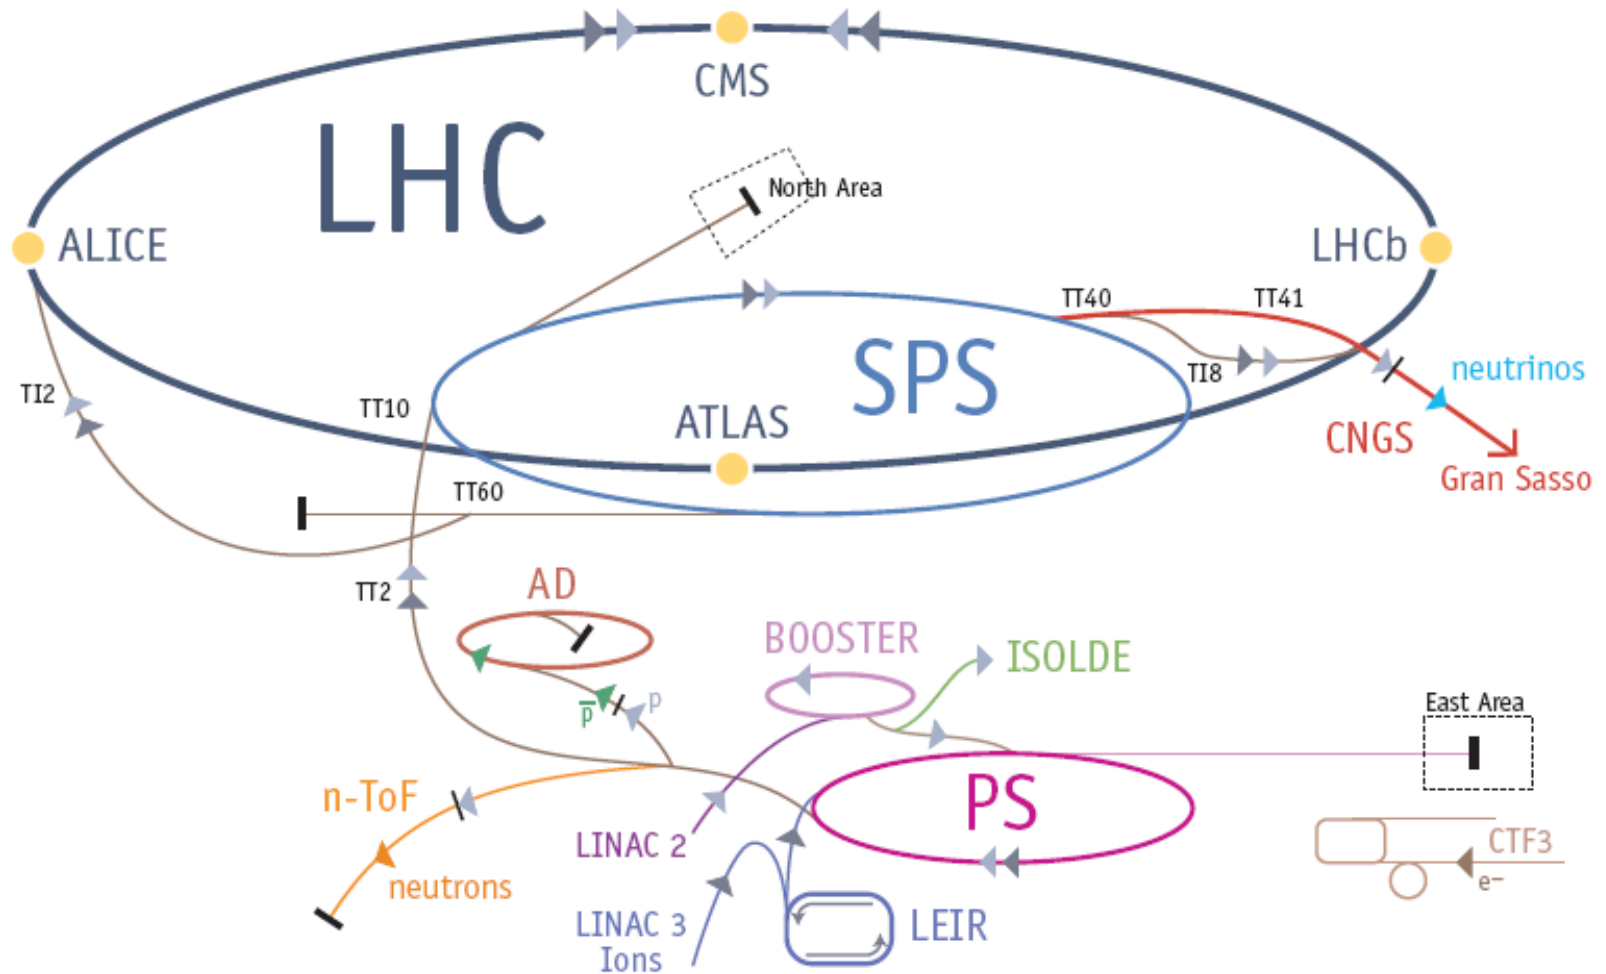 CMS
LHC
North Area
ALICE
LHCb
TT40
TT41
SPS
TI8
neutrinos
TI2
TT10
ATLAS
CNGS
Gran Sasso
TT60
TT2
AD
BOOSTER
ISOLDE
p
p̅
East Area
n-ToF
PS
LINAC 2
CTF3
neutrons
e−
LINAC 3
Ions
LEIR